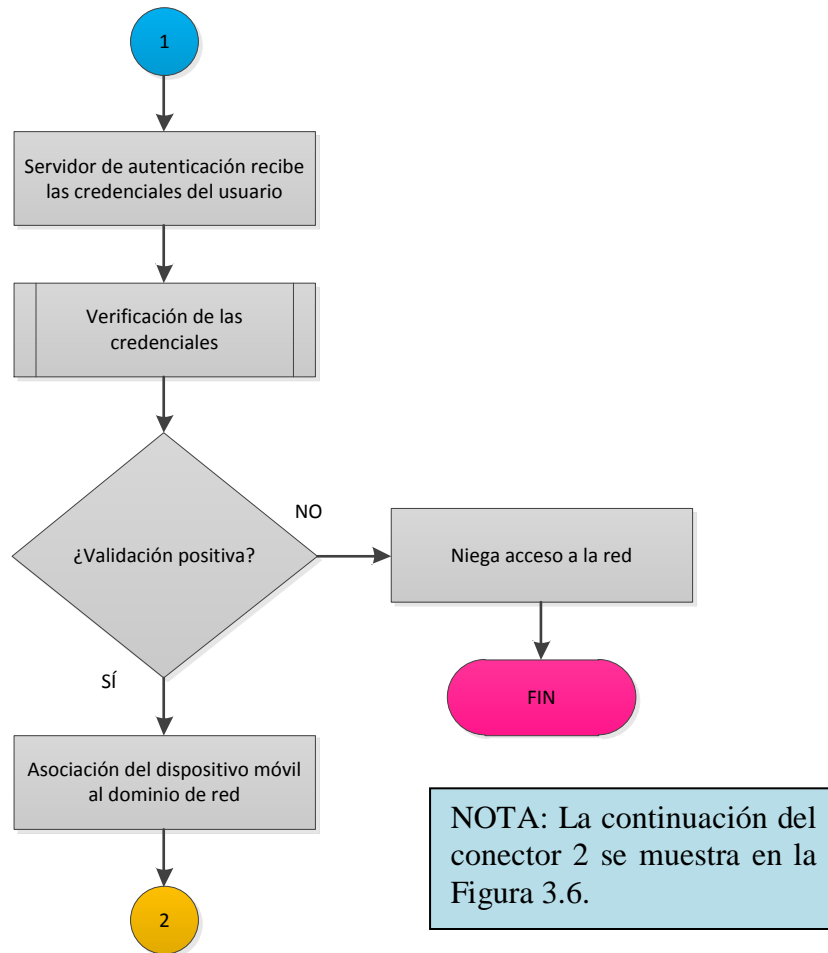 1
Servidor de autenticación recibe
las credenciales del usuario
Verificación de las
credenciales
¿Validación positiva?
NO
Niega acceso a la red
FIN
SÍ
Asociación del dispositivo móvil
al dominio de red
2
NOTA: La continuación del
conector 2 se muestra en la
Figura 3.6.